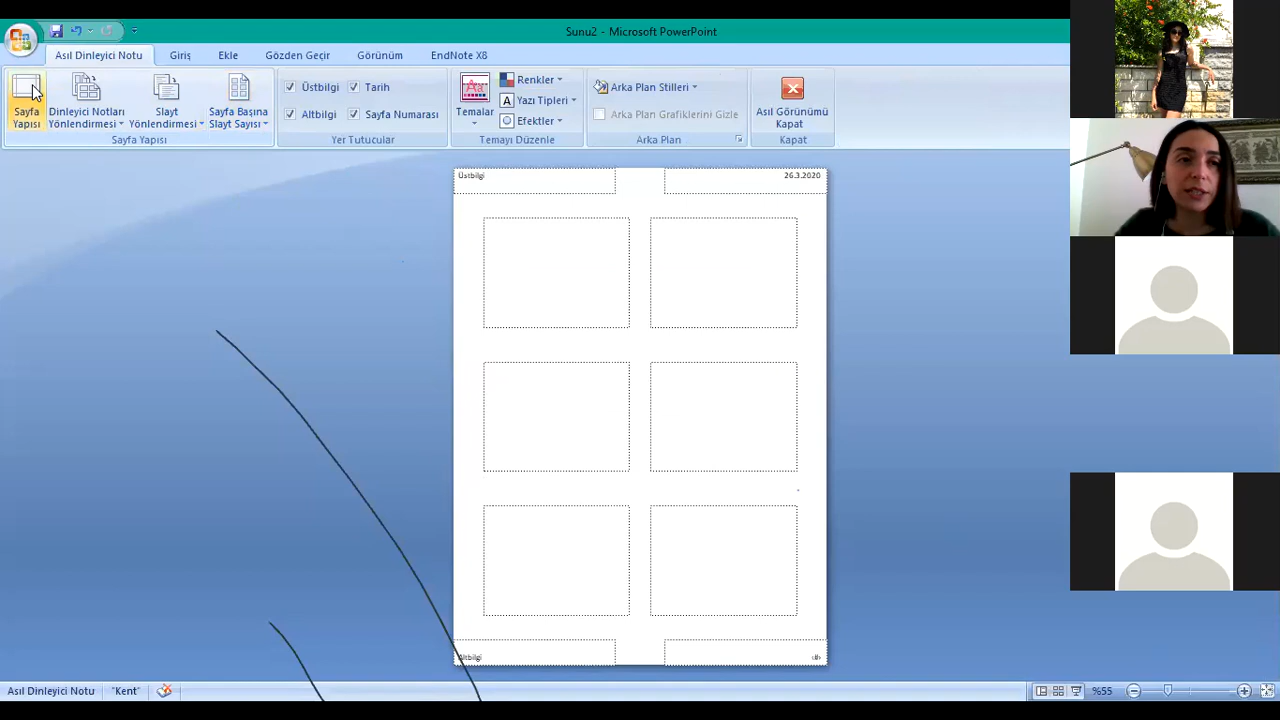 Sunu2 - Microsoft PowerPoint
Asıl Dinleyici Notu Giriş Ekle Gözden Geçir Görünüm EndNote X8
Sayfa Yapısı
Dinleyici Notları Yönlendirmesi
Slayt Yönlendirmesi
Sayfa Başına Slayt Sayısı
Sayfa Yapısı
Üstbilgi Tarih
Altbilgi Sayfa Numarası
Yer Tutucular
Temalar
Renkler
Yazı Tipleri
Efektler
Temayı Düzenle
Arka Plan Stilleri
Arka Plan Grafiklerini Gizle
Arka Plan
Asıl Görünümü Kapat
Kapat
Üstbilgi 26.3.2020
Altbilgi ‹#›
Asıl Dinleyici Notu "Kent" %55